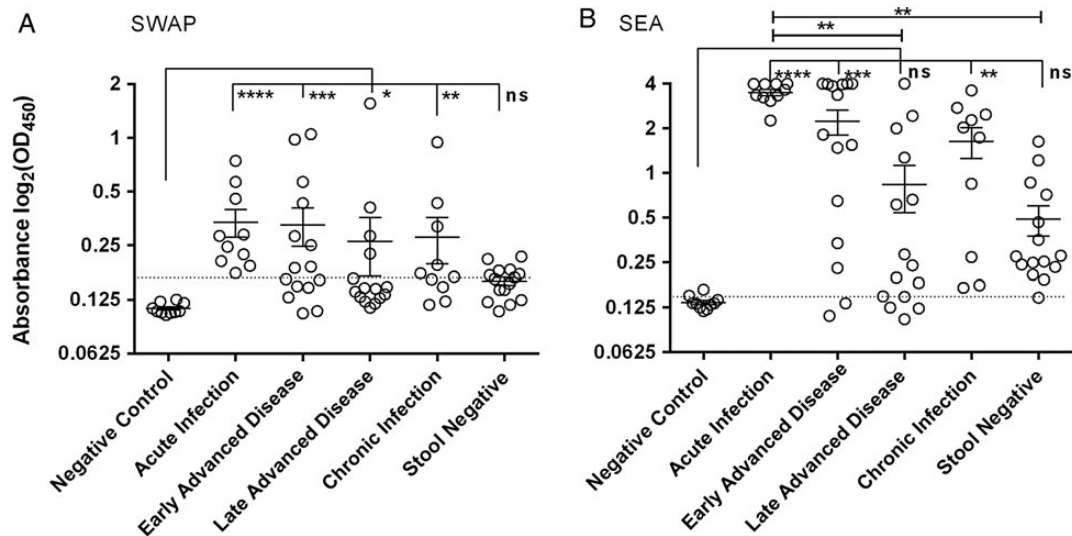 A
SWAP
Absorbance log2(OD450)
2
1
0.5
0.25
0.125
0.0625
****
***
*
**
ns
Negative Control
Acute Infection
Early Advanced Disease
Late Advanced Disease
Chronic Infection
Stool Negative
B
SEA
**
**
4
2
1
0.5
0.25
0.125
0.0625
****
***
ns
**
ns
Negative Control
Acute Infection
Early Advanced Disease
Late Advanced Disease
Chronic Infection
Stool Negative